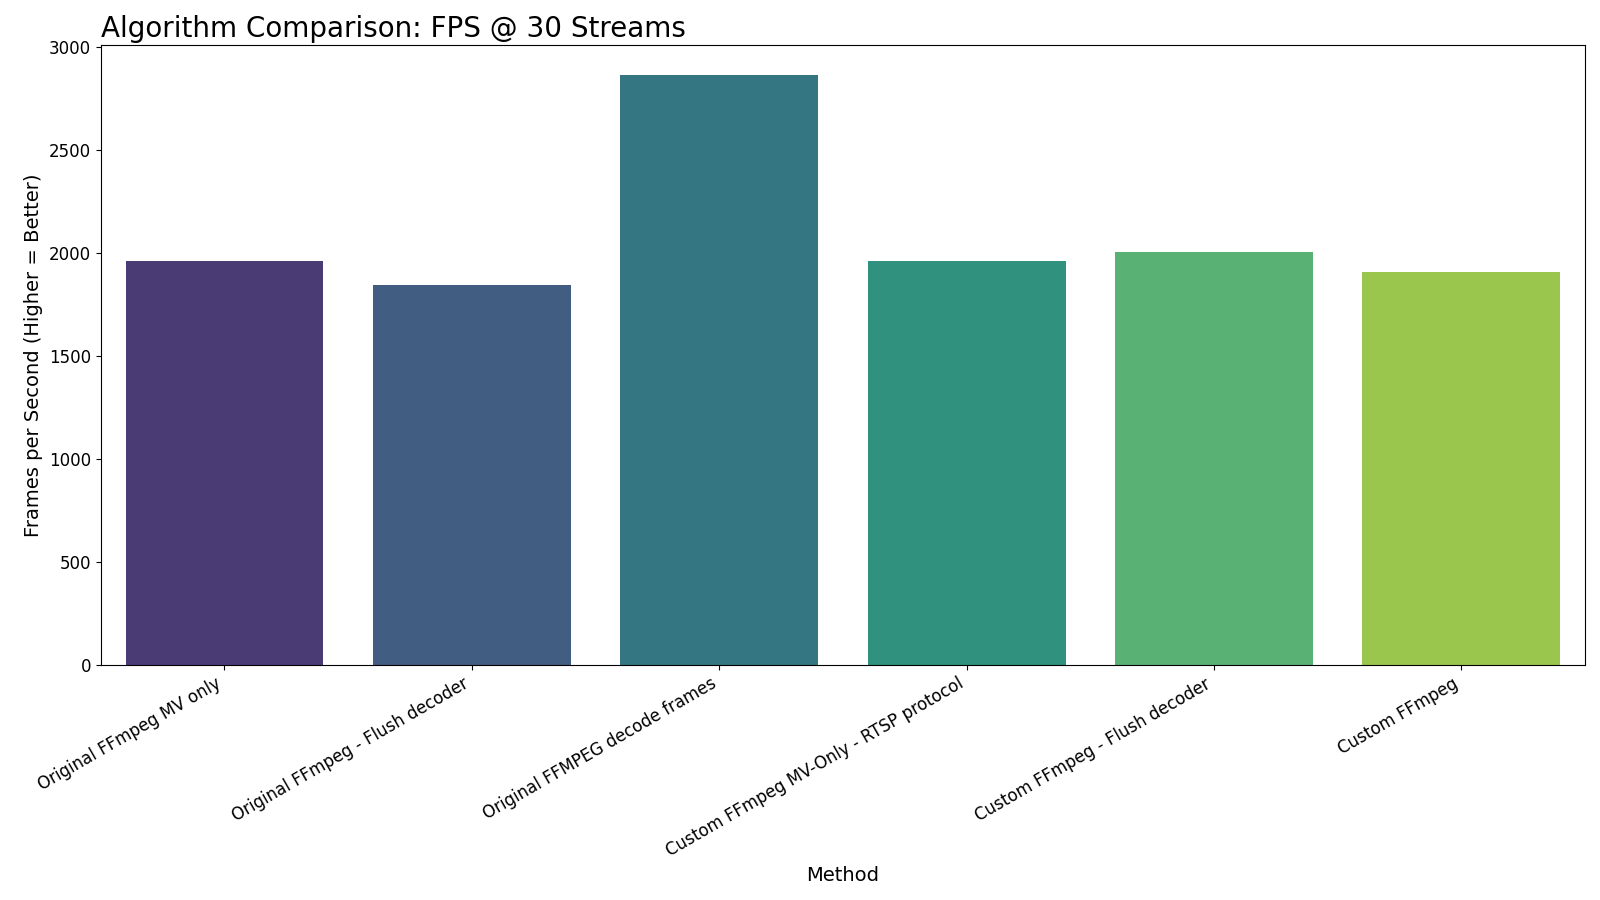 Algorithm Comparison: FPS @ 30 Streams
3000
2500
2000
1500
1000
500
0
Frames per Second (Higher = Better)
Original FFmpeg MV only
Original FFmpeg - Flush decoder
Original FFMPEG decode frames
Custom FFmpeg MV-Only - RTSP protocol
Custom FFmpeg - Flush decoder
Custom FFmpeg
Method